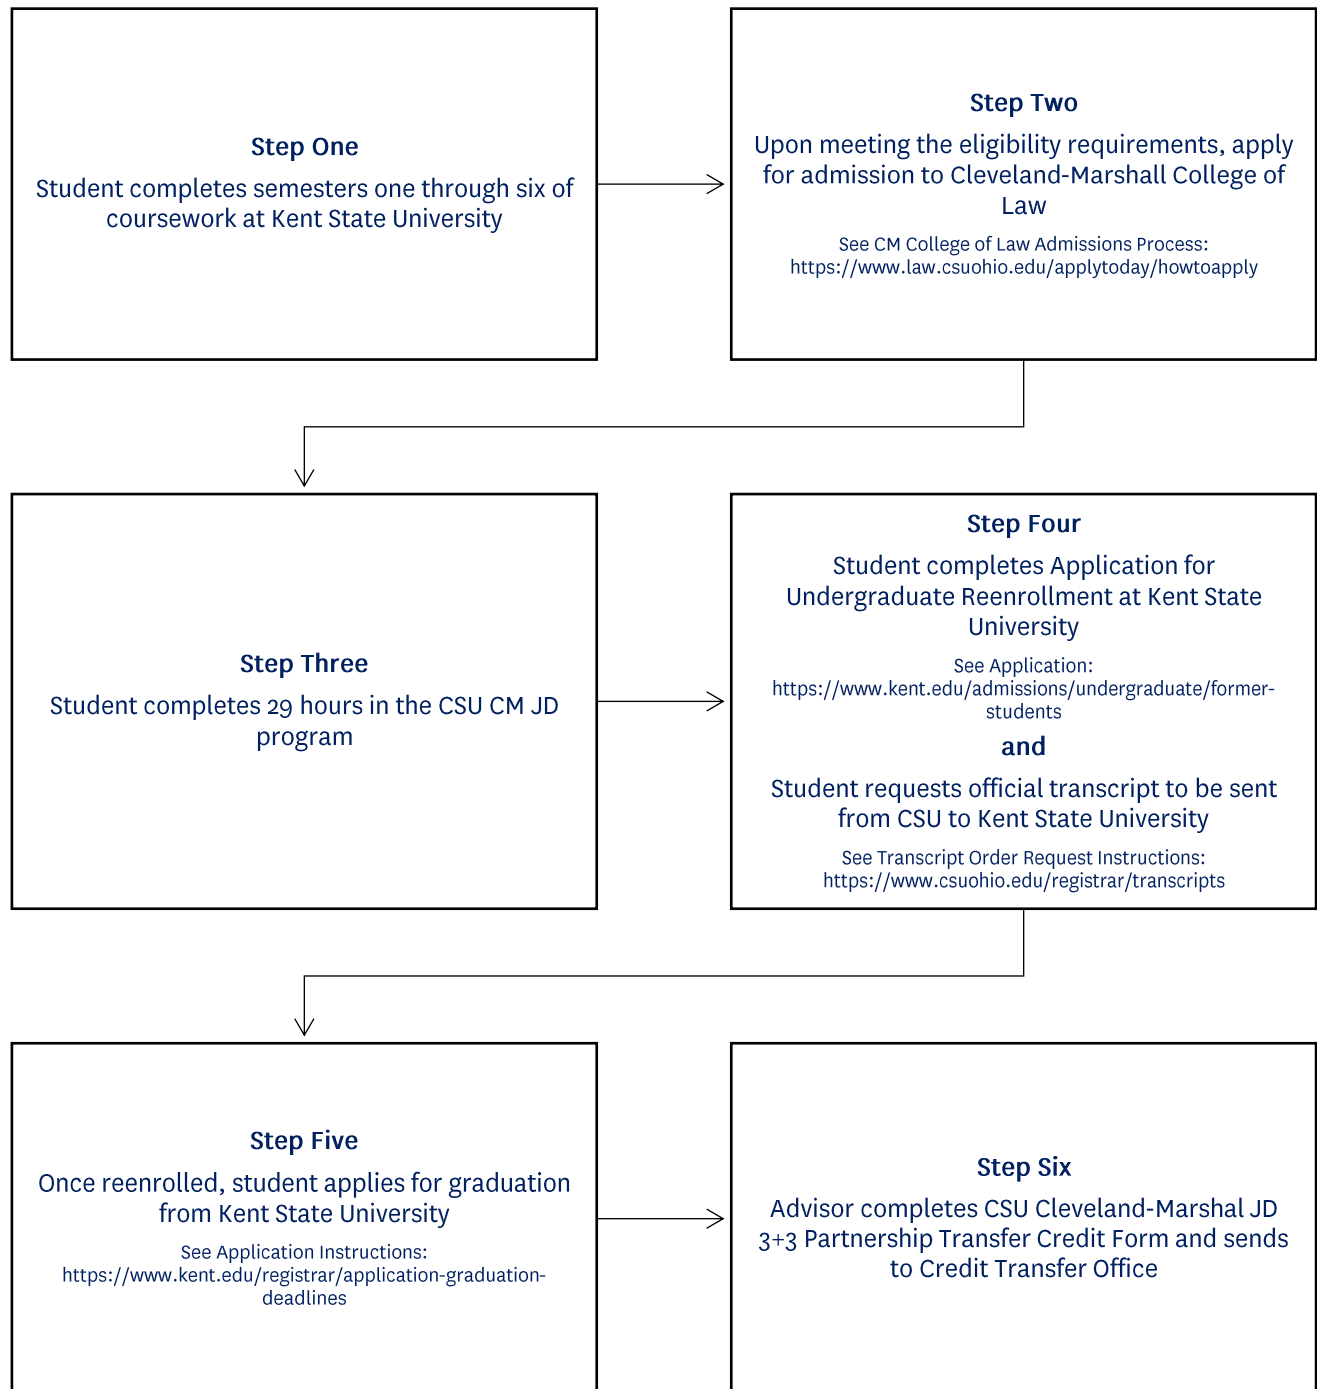 Step One
Student completes semesters one through six of
coursework at Kent State University
Step Two
Upon meeting the eligibility requirements, apply
for admission to Cleveland-Marshall College of
Law
See CM College of Law Admissions Process:
https://www.law.csuohio.edu/applytoday/howtoapply
Step Three
Student completes 29 hours in the CSU CM JD
program
Step Four
Student completes Application for
Undergraduate Reenrollment at Kent State
University
See Application:
https://www.kent.edu/admissions/undergraduate/former-
students
and
Student requests official transcript to be sent
from CSU to Kent State University
See Transcript Order Request Instructions:
https://www.csuohio.edu/registrar/transcripts
Step Five
Once reenrolled, student applies for graduation
from Kent State University
See Application Instructions:
https://www.kent.edu/registrar/application-graduation-
deadlines
Step Six
Advisor completes CSU Cleveland-Marshal JD
3+3 Partnership Transfer Credit Form and sends
to Credit Transfer Office